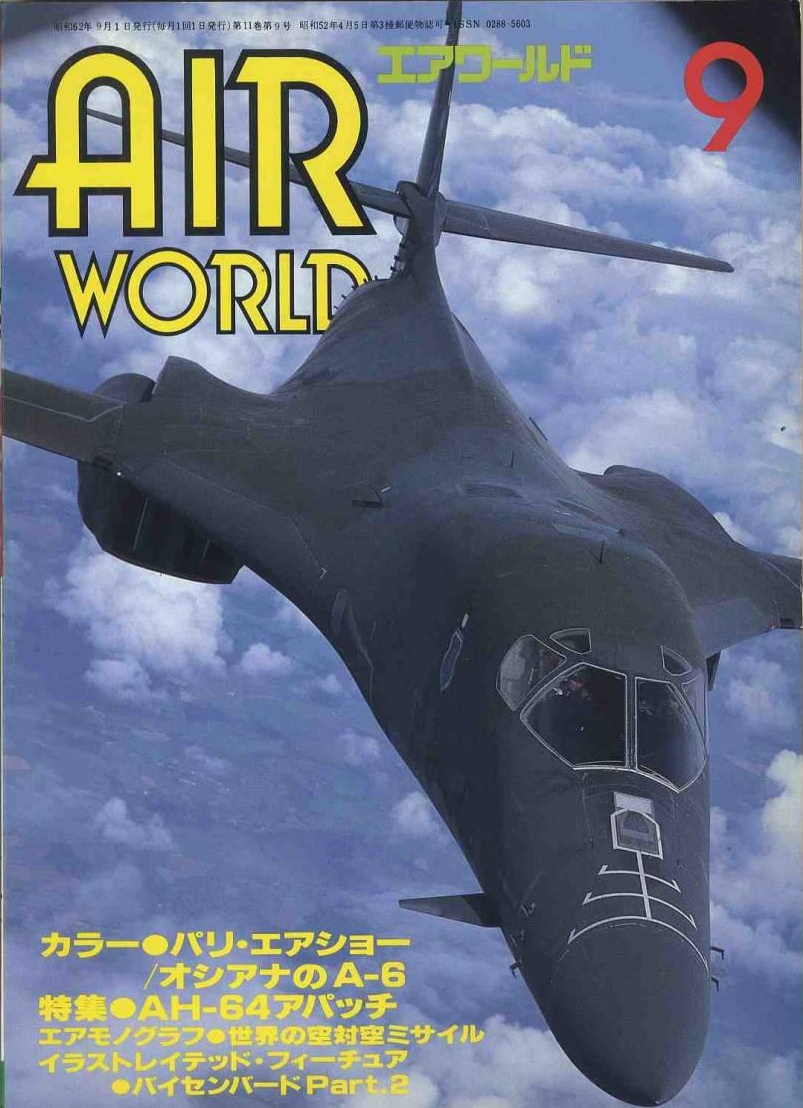 昭和62年9月1日発行(毎月1回1日発行)第11巻第9号 昭和52年4月5日第3種郵便物認可 ISSN 0286-5603
エアワールド
AIR
WORLD
9
カラー●パリ・エアショー
/オシアナのA-6
特集●AH-64アパッチ
エアモノグラフ●世界の空対空ミサイル
イラストレイテッド・フィーチュア
●バイセンバードPart.2